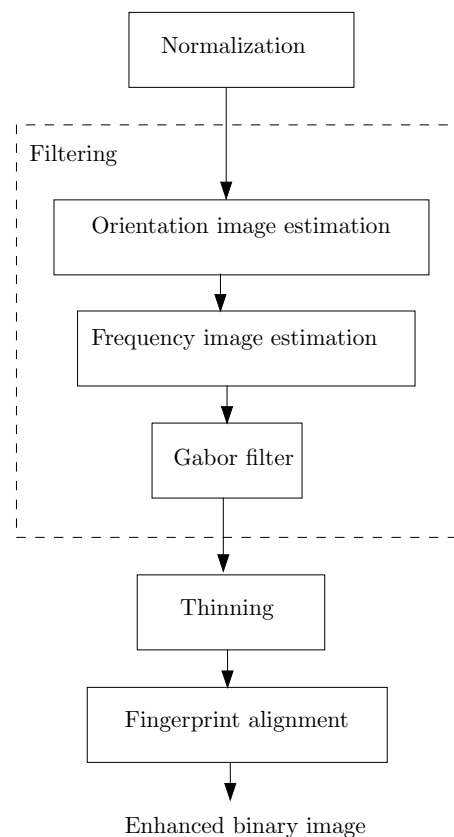 Normalization
Filtering
Orientation image estimation
Frequency image estimation
Gabor filter
Thinning
Fingerprint alignment
Enhanced binary image